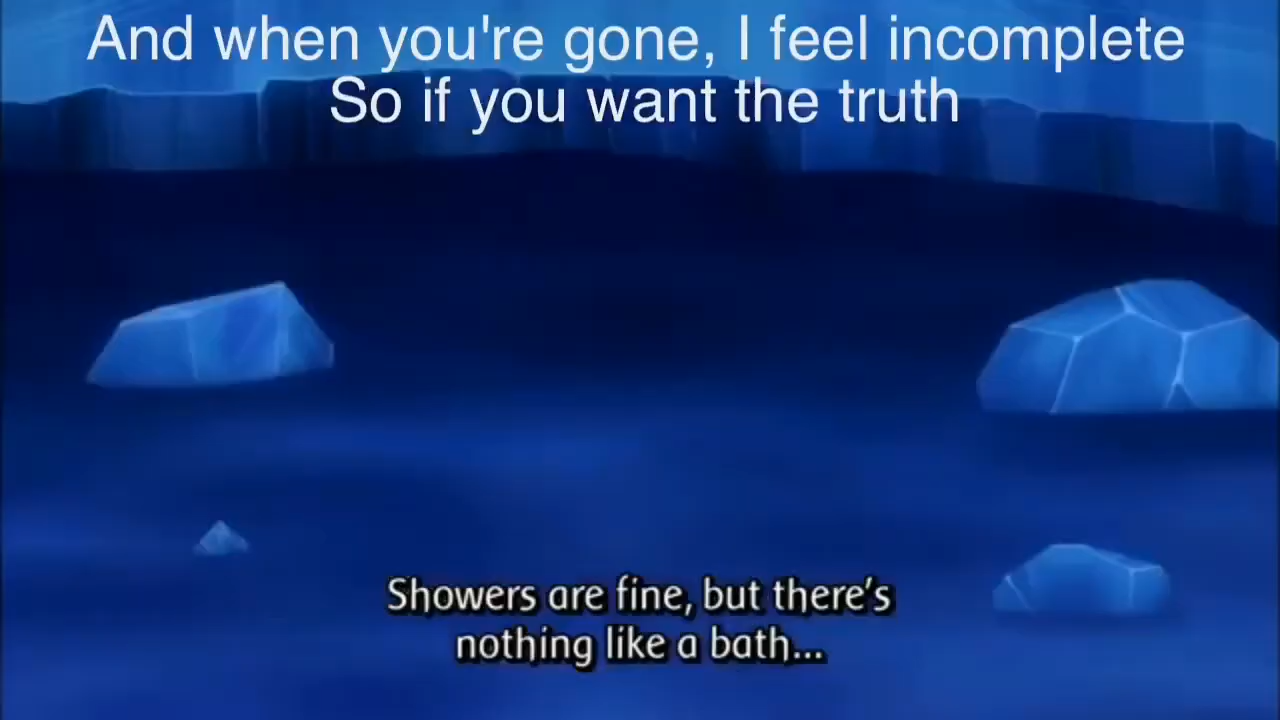 And when you're gone, I feel incomplete
So if you want the truth
Showers are fine, but there's
nothing like a bath...